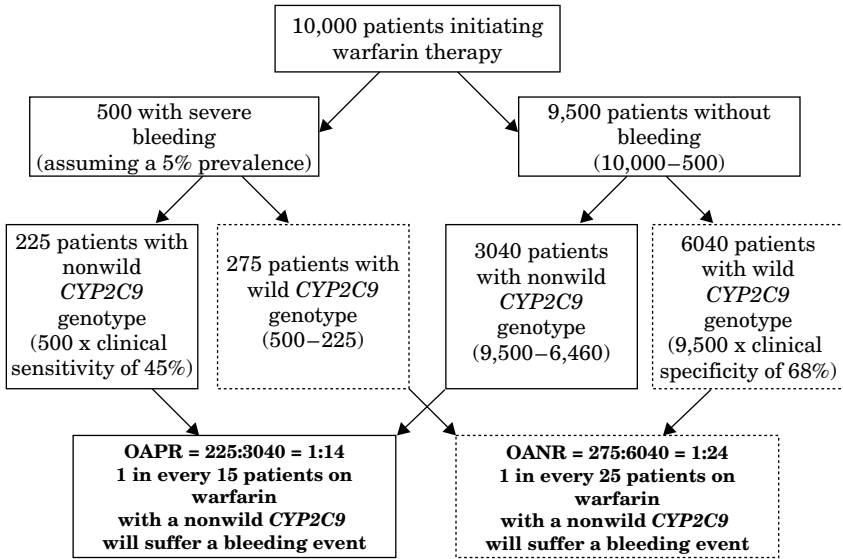 10,000 patients initiating
warfarin therapy
500 with severe
bleeding
(assuming a 5% prevalence)
9,500 patients without
bleeding
(10,000–500)
225 patients with
nonwild
CYP2C9
genotype
(500 x clinical
sensitivity of 45%)
275 patients with
wild CYP2C9
genotype
(500–225)
3040 patients
with nonwild
CYP2C9
genotype
(9,500–6,460)
6040 patients
with wild
CYP2C9
genotype
(9,500 x clinical
specificity of 68%)
OAPR = 225:3040 = 1:14
1 in every 15 patients on
warfarin
with a nonwild CYP2C9
will suffer a bleeding event
OANR = 275:6040 = 1:24
1 in every 25 patients on
warfarin
with a nonwild CYP2C9
will suffer a bleeding event